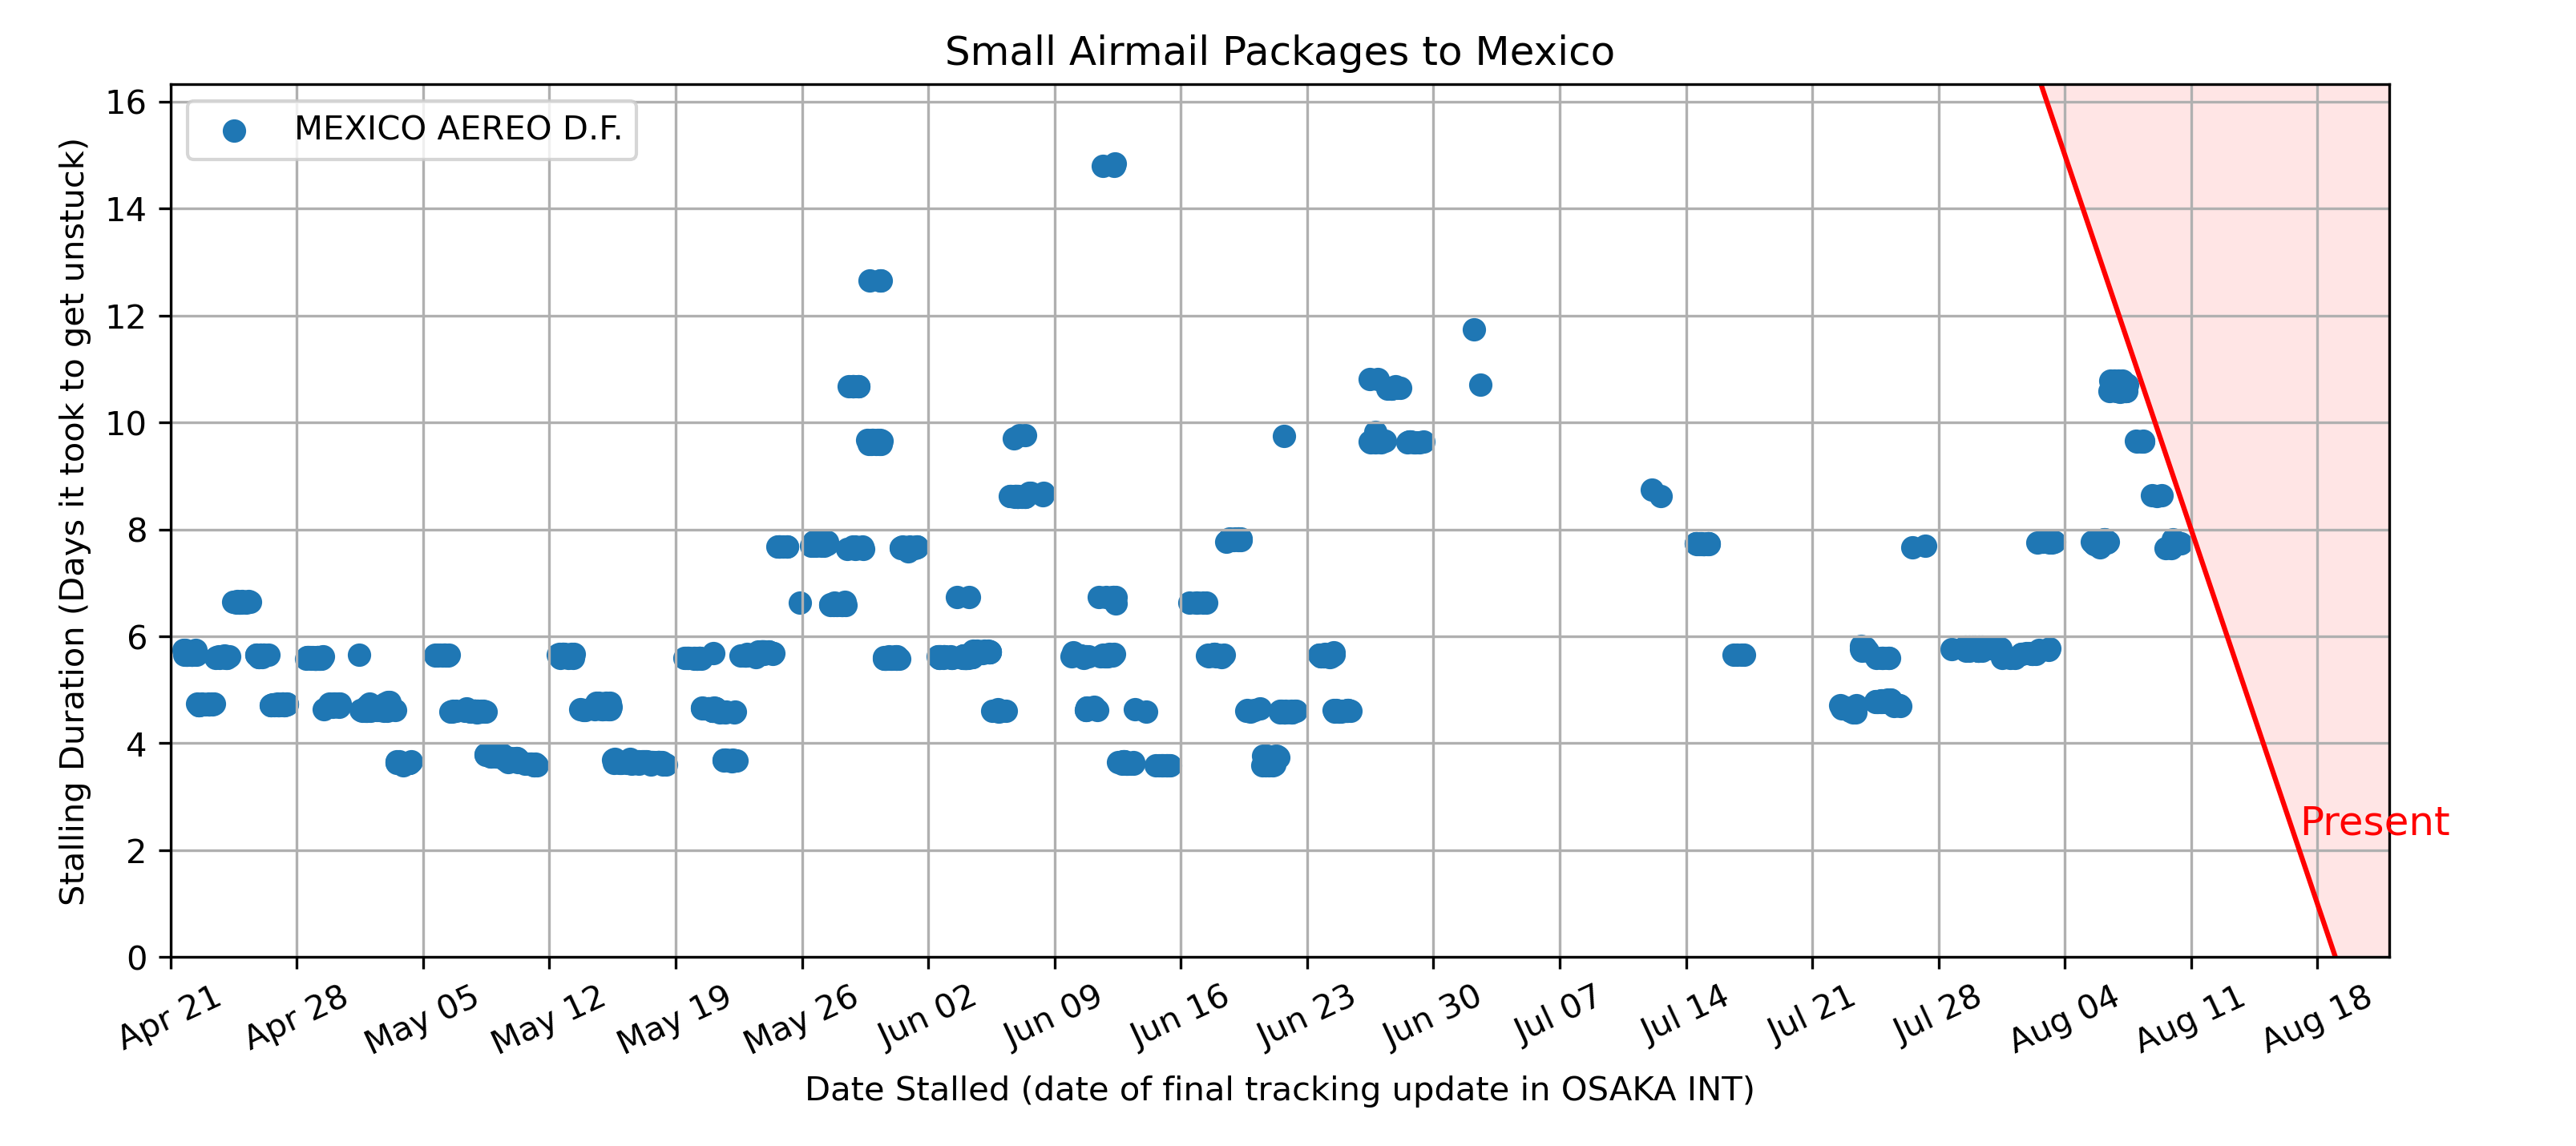 Small Airmail Packages to Mexico
MEXICO AEREO D.F.
Stalling Duration (Days it took to get unstuck)
16
14
12
10
8
6
4
2
0
Present
Apr 21
Apr 28
May 05
May 12
May 19
May 26
Jun 02
Jun 09
Jun 16
Jun 23
Jun 30
Jul 07
Jul 14
Jul 21
Jul 28
Aug 04
Aug 11
Aug 18
Date Stalled (date of final tracking update in OSAKA INT)